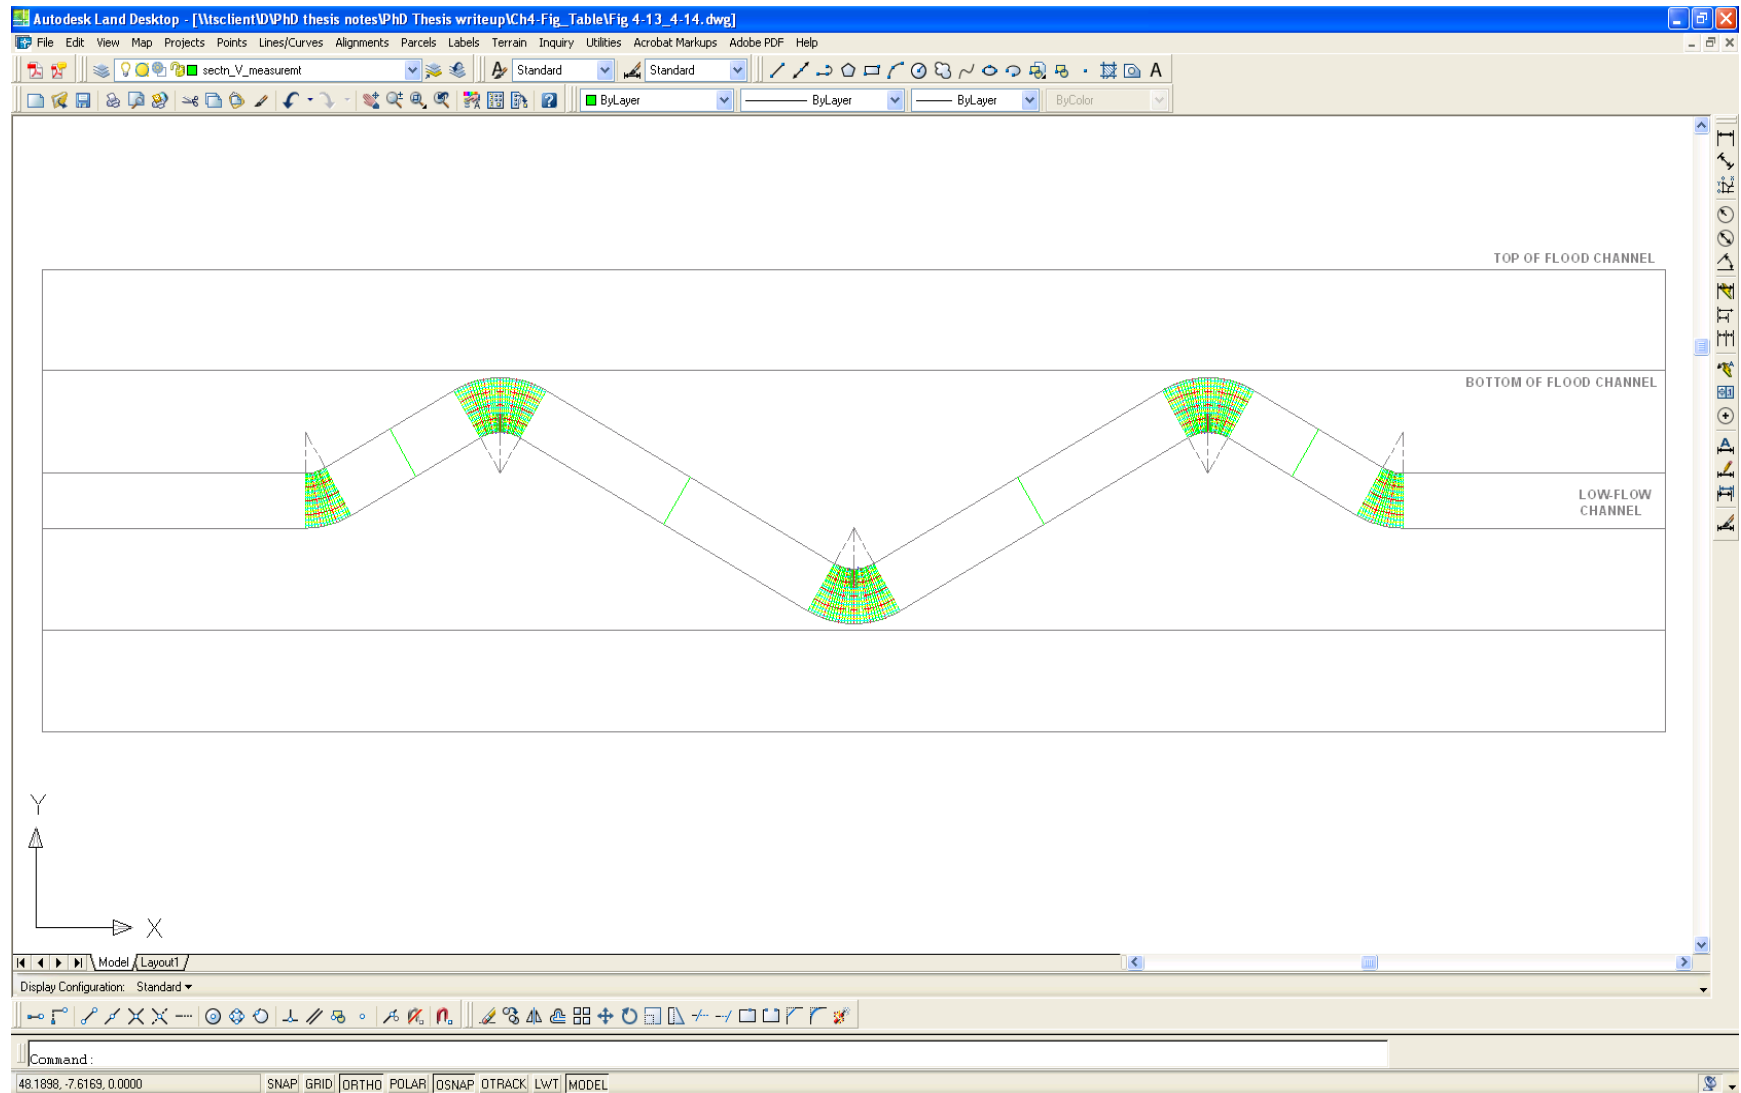 Autodesk Land Desktop - [\\tsclient\D\PhD thesis notes\PhD Thesis writeup\Ch4-Fig_Table\Fig 4-13_4-14.dwg]
File Edit View Map Projects Points Lines/Curves Alignments Parcels Labels Terrain Inquiry Utilities Acrobat Markups Adobe PDF Help
sectn_V_measuremt Standard Standard A
ByLayer ByLayer ByLayer ByColor
TOP OF FLOOD CHANNEL
BOTTOM OF FLOOD CHANNEL
LOW-FLOW
CHANNEL
Y
X
Model Layout1
Display Configuration: Standard
Command:
48.1898, -7.6169, 0.0000 SNAP GRID ORTHO POLAR OSNAP OTRACK LWT MODEL